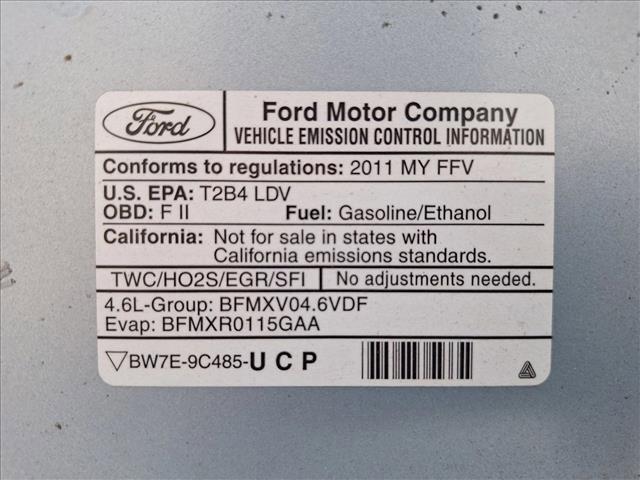 Ford
Ford Motor Company
VEHICLE EMISSION CONTROL INFORMATION
Conforms to regulations: 2011 MY FFV
U.S. EPA: T2B4 LDV
OBD: F II Fuel: Gasoline/Ethanol
California: Not for sale in states with
California emissions standards.
TWC/HO2S/EGR/SFI No adjustments needed.
4.6L-Group: BFMXV04.6VDF
Evap: BFMXR0115GAA
BW7E-9C485-U C P